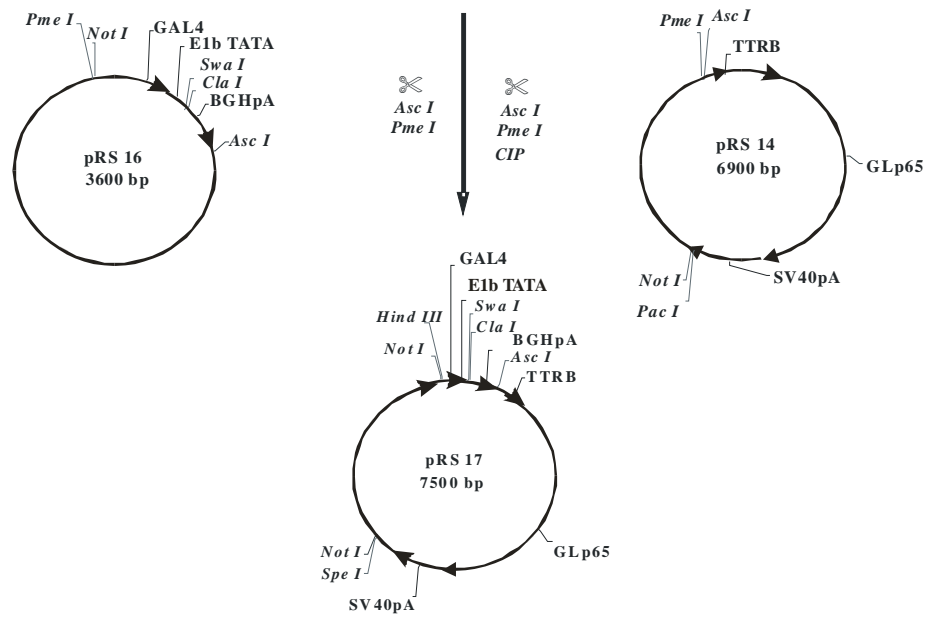 Pme I
Not I
GAL4
E1b TATA
Swa I
Cla I
BGHpA
Asc I
pRS 16
3600 bp
Asc I
Pme I
Asc I
Pme I
CIP
Pme I
Asc I
TTRB
pRS 14
6900 bp
GLp65
SV40pA
Not I
Pac I
GAL4
E1b TATA
Swa I
Cla I
Hind III
Not I
BGHpA
Asc I
TTRB
pRS 17
7500 bp
GLp65
Not I
Spe I
SV40pA